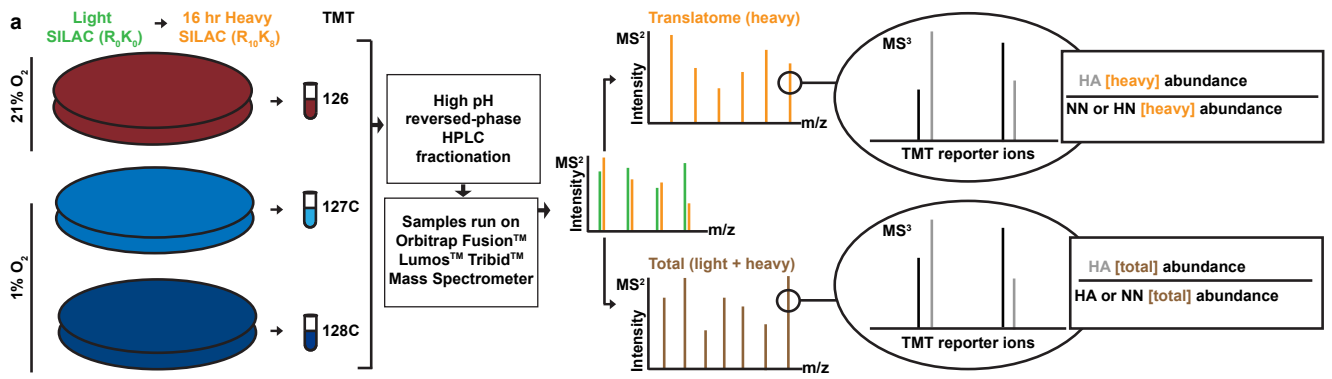 a
Light
SILAC (R₀K₀)
16 hr Heavy
SILAC (R₁₀K₈)
TMT
21% O₂
1% O₂
126
127C
128C
High pH
reversed-phase
HPLC
fractionation
Samples run on
Orbitrap Fusion™
Lumos™ Tribid™
Mass Spectrometer
MS²
Intensity
m/z
Translatome (heavy)
MS²
Intensity
m/z
Total (light + heavy)
MS²
Intensity
m/z
MS³
TMT reporter ions
HA [heavy] abundance
NN or HN [heavy] abundance
MS³
TMT reporter ions
HA [total] abundance
HA or NN [total] abundance